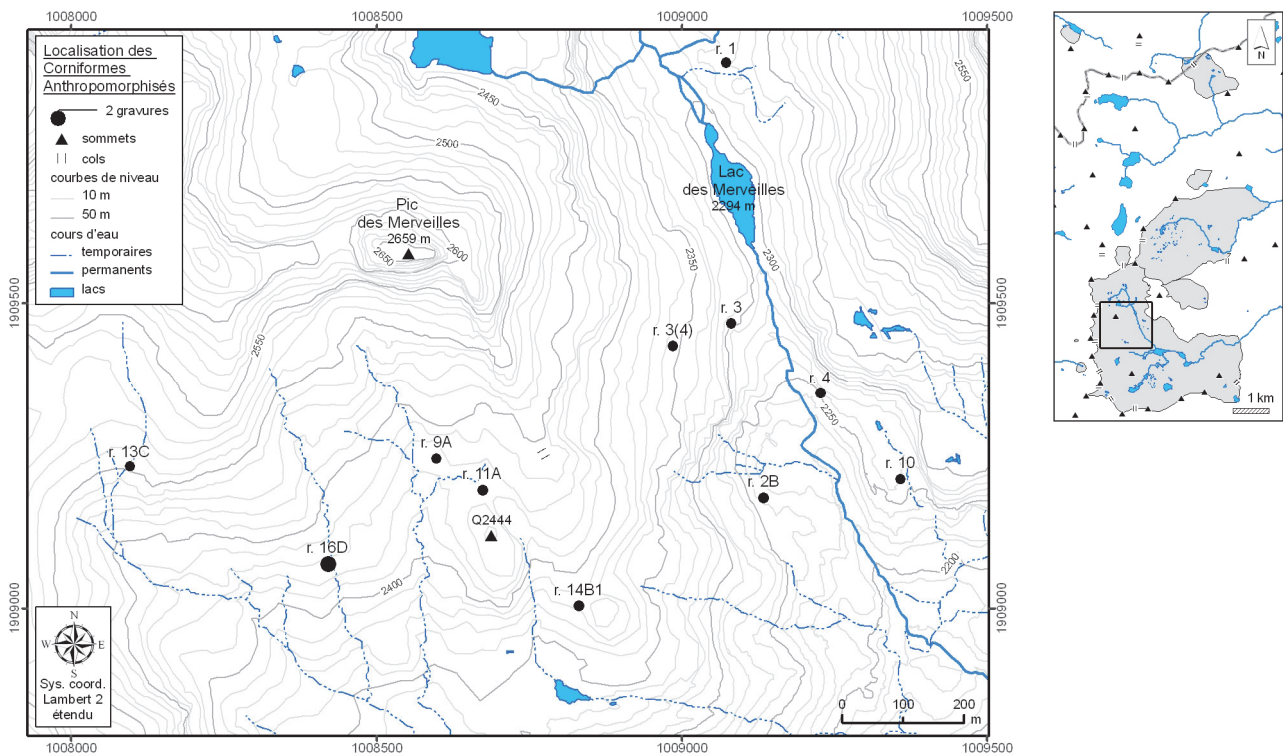 1008000 1008500 1009000 1009500
Localisation des
Corniformes
Anthropomorphisés
2 gravures
sommets
cols
courbes de niveau
10 m
50 m
cours d'eau
temporaires
permanents
lacs
r. 1
2450
2550
2500
Lac
des Merveilles
2294 m
Pic
des Merveilles
2659 m
2650
2600
2350
2300
1909500
1909500
r. 3
r. 3(4)
2550
r. 4
2250
r. 13C
r. 9A
r. 11A
r. 2B
r. 10
Q2444
r. 16D
2400
2200
r. 14B1
1909000
1909000
N
W
E
S
Sys. coord.
Lambert 2
étendu
0 100 200
m
1008000 1008500 1009000 1009500
N
1 km